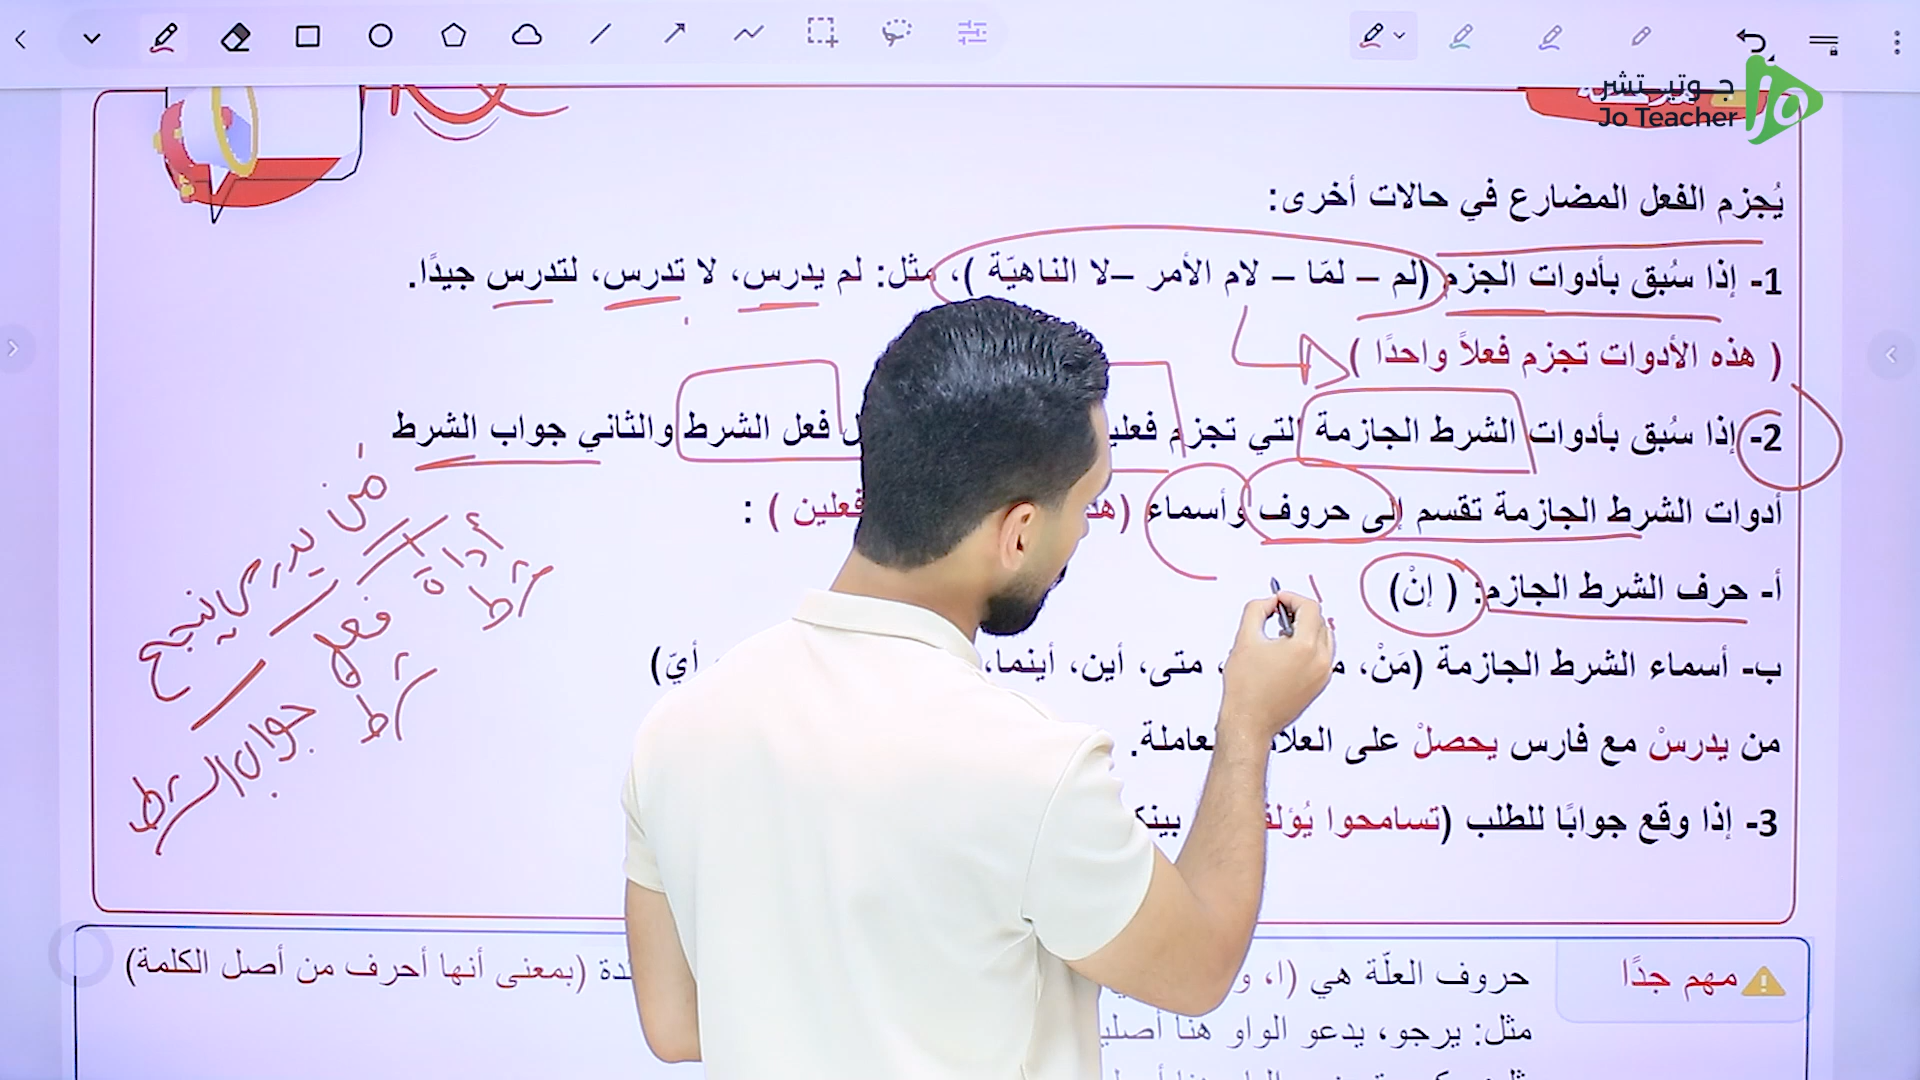 جوتيتشر
Jo Teacher
يُجزم الفعل المضارع في حالات أخرى:
1- إذا سُبق بأدوات الجزم (لم – لمّا – لام الأمر –لا الناهيّة )، مثل: لم يدرس، لا تدرس، لتدرس جيدًا.
( هذه الأدوات تجزم فعلاً واحدًا )
2- إذا سُبق بأدوات الشرط الجازمة التي تجزم فعل الشرط والثاني جواب الشرط
أدوات الشرط الجازمة تقسم إلى حروف وأسماء ( فعلين ) :
أ- حرف الشرط الجازم: ( إنْ)
ب- أسماء الشرط الجازمة (مَنْ، متى، أين، أينما، أيّ)
من يدرسْ مع فارس يحصلْ على العاملة.
3- إذا وقع جوابًا للطلب (تسامحوا
من يدرس ينجح
أداة شرط
فعل شرط
جواب الشرط
مهم جدًا
حروف العلّة هي (ا، و (بمعنى أنها أحرف من أصل الكلمة)
مثل: يرجو، يدعو الواو هنا